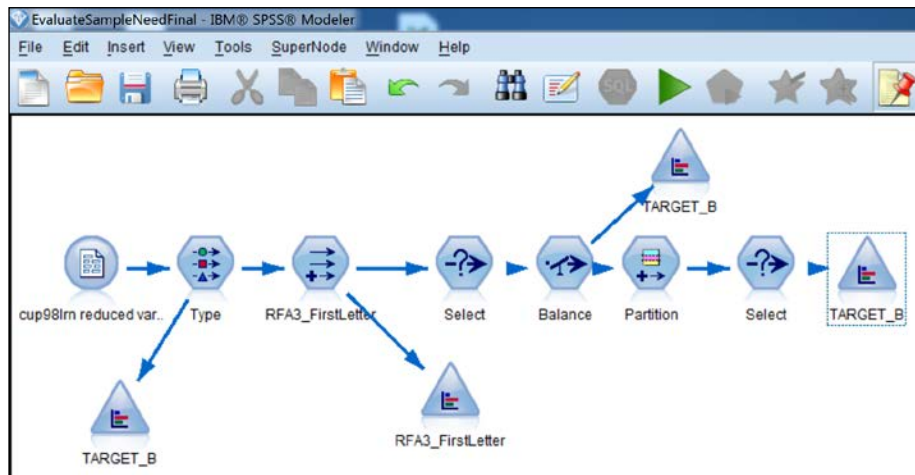 EvaluateSampleNeedFinal - IBM® SPSS® Modeler
File Edit Insert View Tools SuperNode Window Help
SQL
TARGET_B
cup98lrn reduced var.. Type RFA3_FirstLetter Select Balance Partition Select TARGET_B
TARGET_B
RFA3_FirstLetter